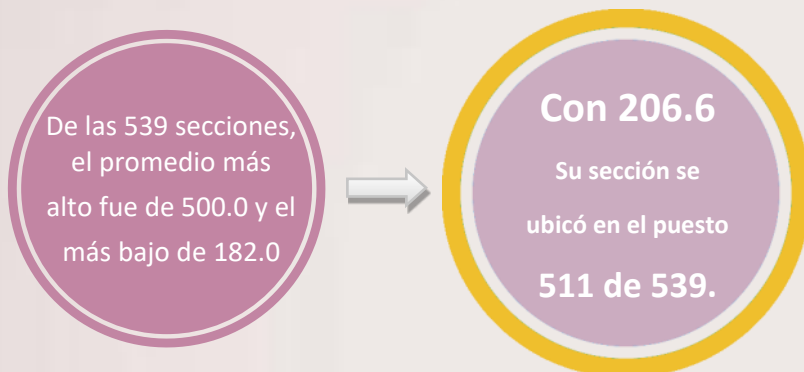 De las 539 secciones,
el promedio más
alto fue de 500.0 y el
más bajo de 182.0
Con 206.6
Su sección se
ubicó en el puesto
511 de 539.